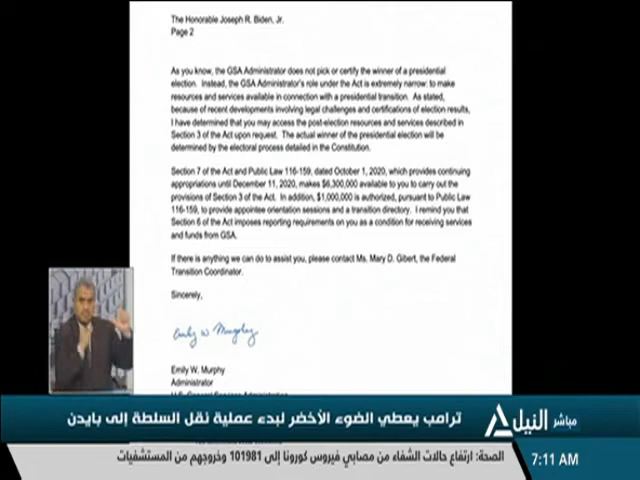 The Honorable Joseph R. Biden, Jr.
Page 2
As you know, the GSA Administrator does not pick or certify the winner of a presidential
election. Instead, the GSA Administrator's role under the Act is extremely narrow: to make
resources and services available in connection with a presidential transition. As stated,
because of recent developments involving legal challenges and certifications of election results,
I have determined that you may access the post-election resources and services described in
Section 3 of the Act upon request. The actual winner of the presidential election will be
determined by the electoral process detailed in the Constitution.
Section 7 of the Act and Public Law 116-159, dated October 1, 2020, which provides continuing
appropriations until December 11, 2020, makes $6,300,000 available to you to carry out the
provisions of Section 3 of the Act. In addition, $1,000,000 is authorized, pursuant to Public Law
116-159, to provide appointee orientation sessions and a transition directory. I remind you that
Section 6 of the Act imposes reporting requirements on you as a condition for receiving services
and funds from GSA.
If there is anything we can do to assist you, please contact Ms. Mary D. Gibert, the Federal
Transition Coordinator.
Sincerely,
Emily W Murphy
Emily W. Murphy
Administrator
U.S. General Services Administration
ترامب يعطي الضوء الأخضر لبدء عملية نقل السلطة إلى بايدن
النيل مباشر
الصحة: ارتفاع حالات الشفاء من مصابي فيروس كورونا إلى 101981 وخروجهم من المستشفيات
7:11 AM